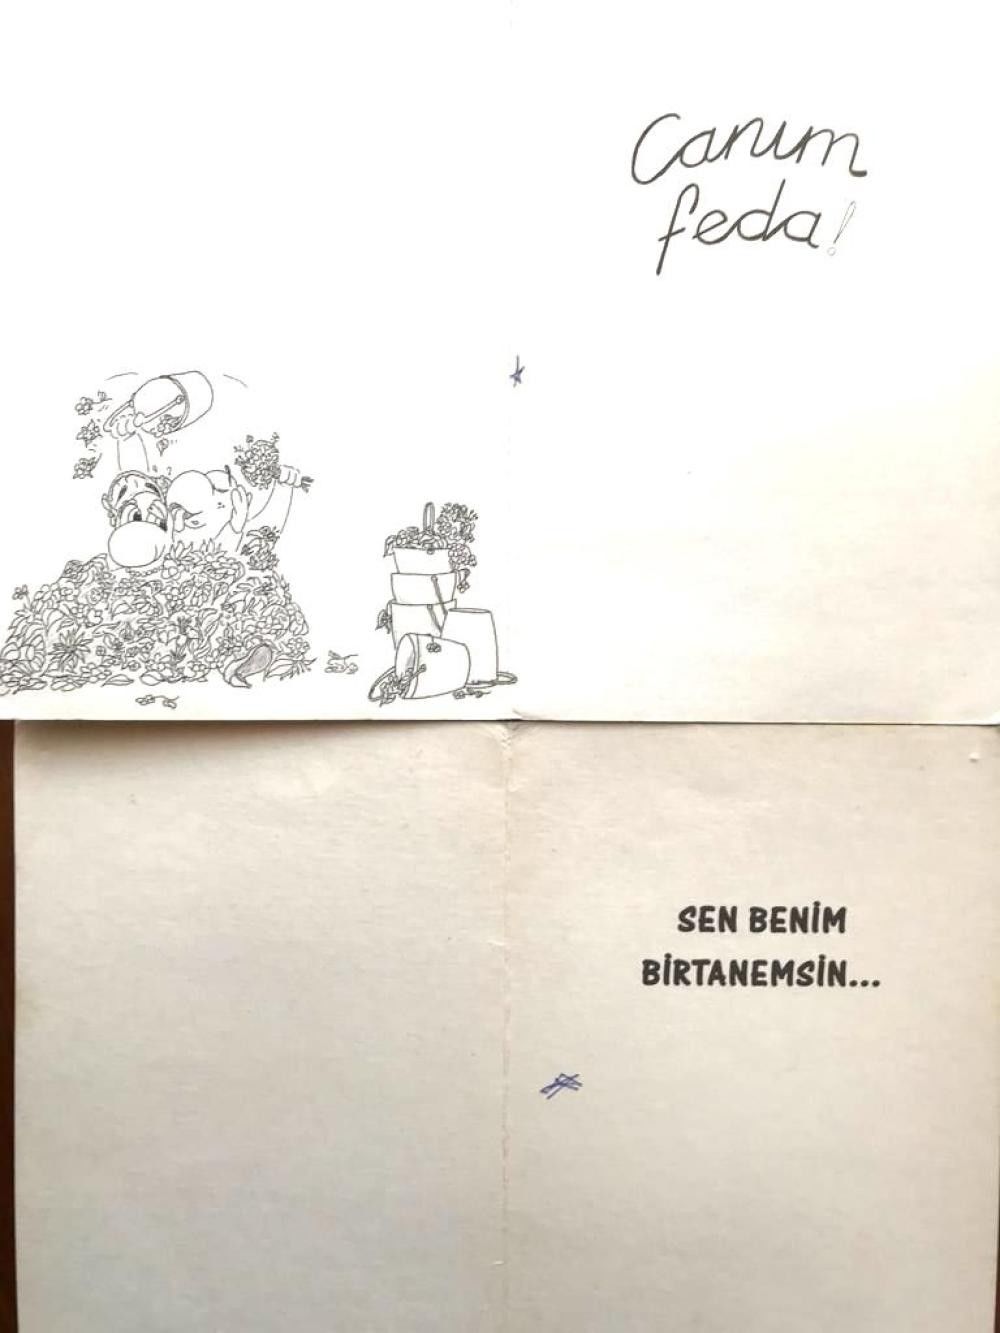 Canım
feda!
SEN BENİM
BİRTANEMSİN...